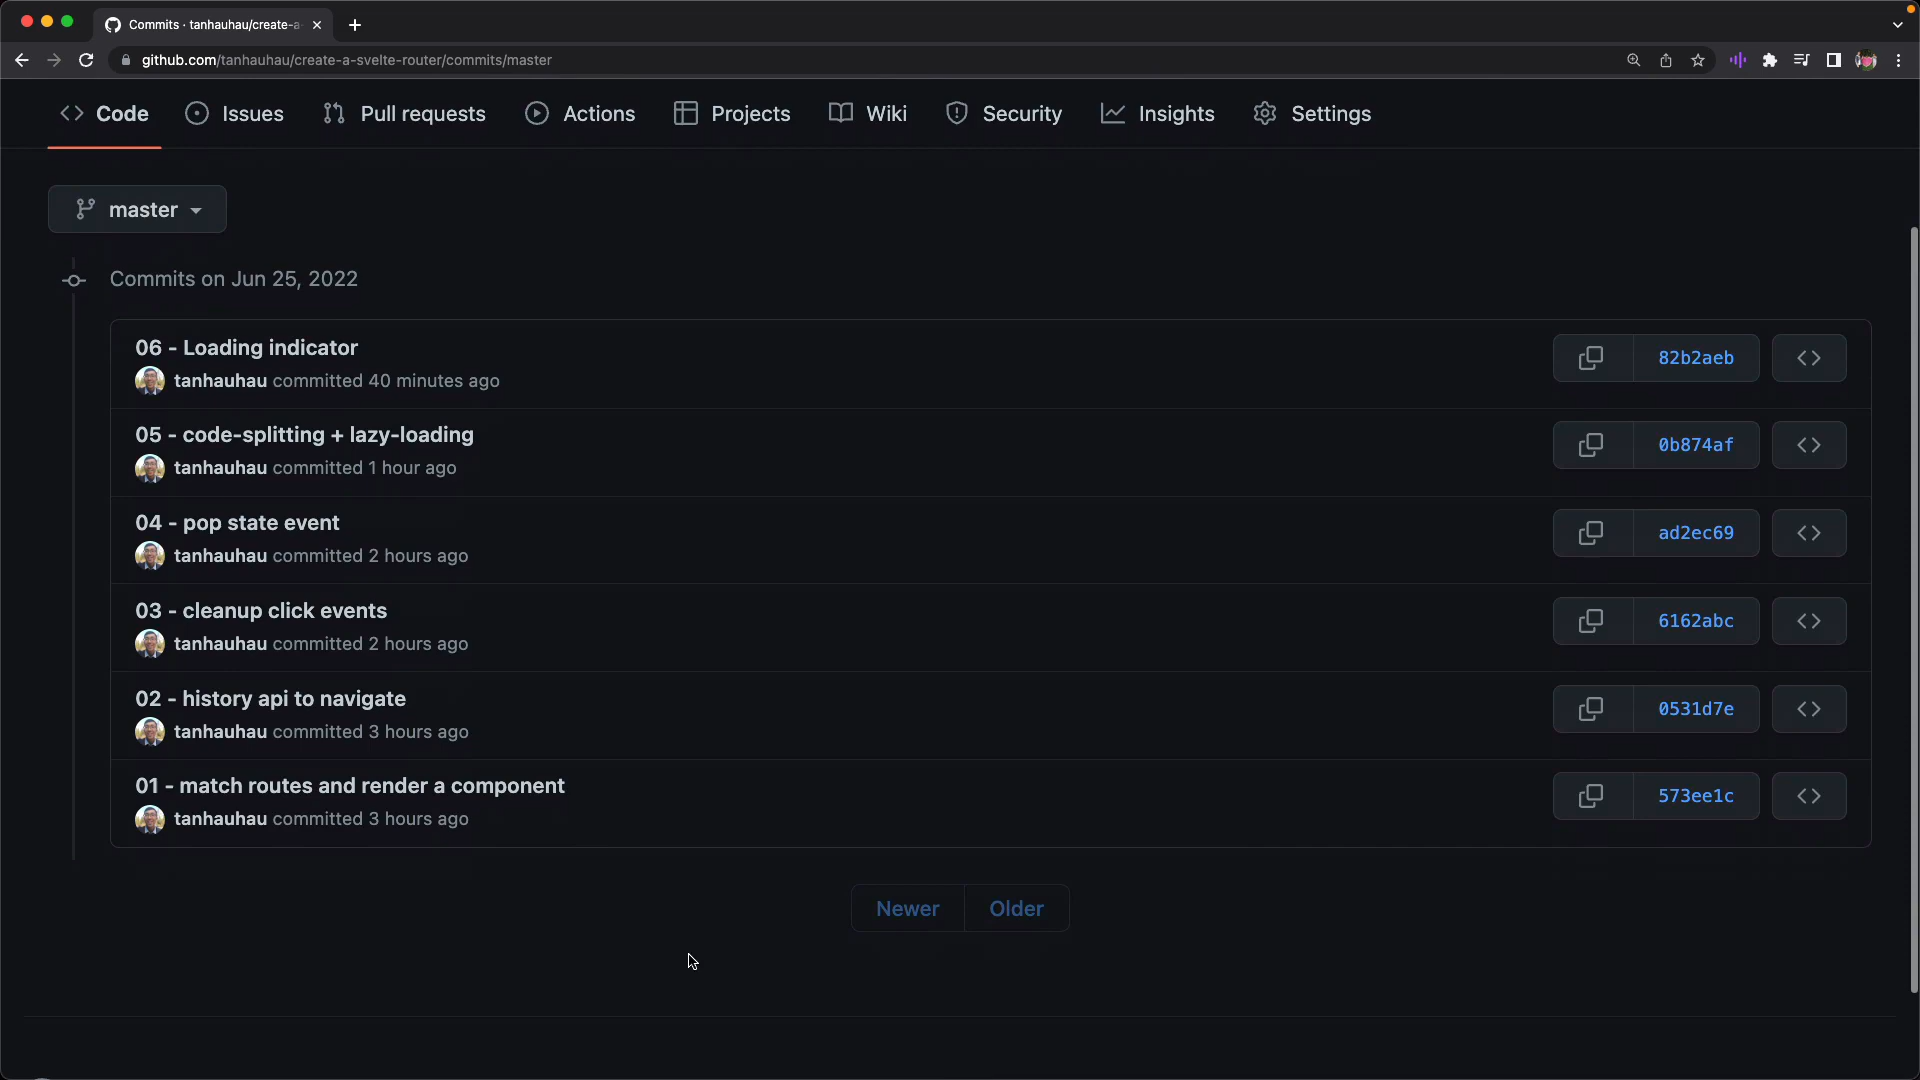 Commits · tanhauhau/create-a-
github.com/tanhauhau/create-a-svelte-router/commits/master
Code Issues Pull requests Actions Projects Wiki Security Insights Settings
master
Commits on Jun 25, 2022
06 - Loading indicator
82b2aeb
tanhauhau committed 40 minutes ago
05 - code-splitting + lazy-loading
0b874af
tanhauhau committed 1 hour ago
04 - pop state event
ad2ec69
tanhauhau committed 2 hours ago
03 - cleanup click events
6162abc
tanhauhau committed 2 hours ago
02 - history api to navigate
0531d7e
tanhauhau committed 3 hours ago
01 - match routes and render a component
573ee1c
tanhauhau committed 3 hours ago
Newer Older